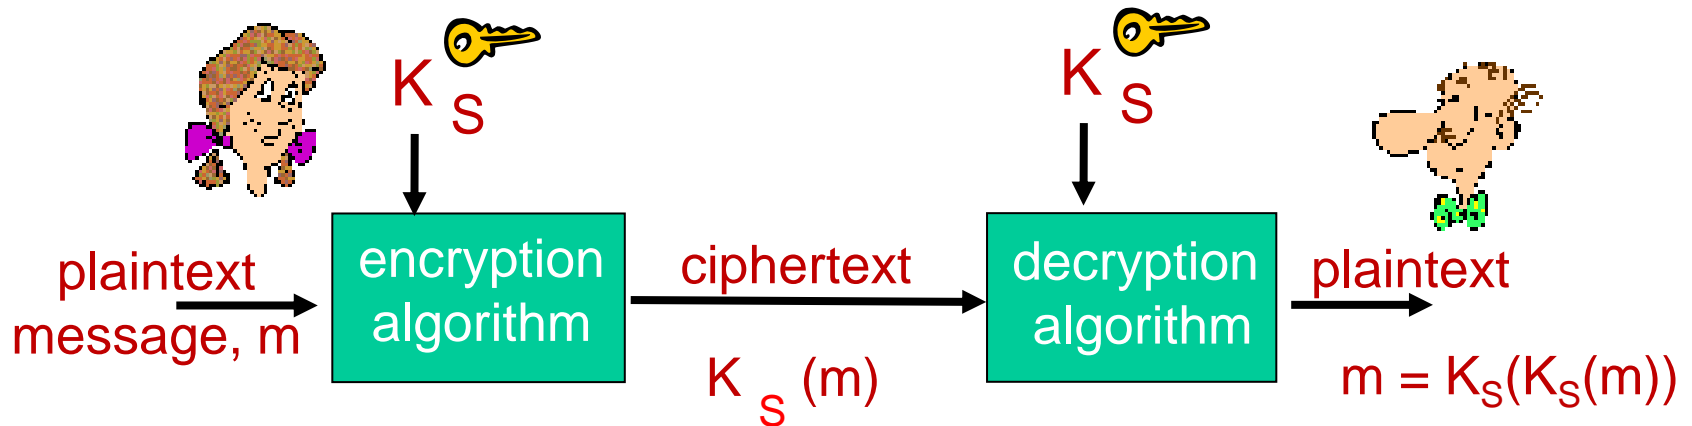 K S
K S
plaintext
message, m
encryption
algorithm
ciphertext
K S (m)
decryption
algorithm
plaintext
m = KS(KS(m))